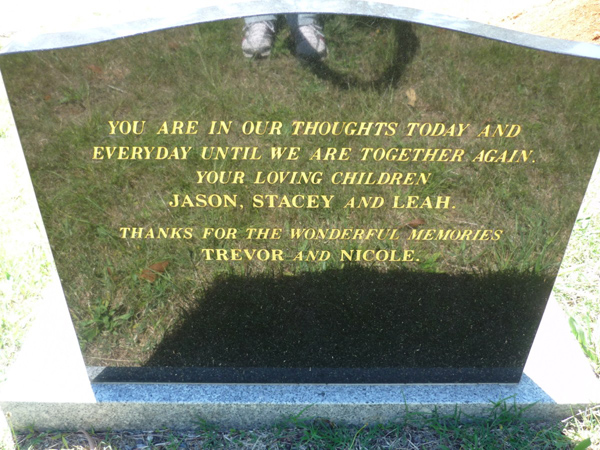 YOU ARE IN OUR THOUGHTS TODAY AND
EVERYDAY UNTIL WE ARE TOGETHER AGAIN.
YOUR LOVING CHILDREN
JASON, STACEY AND LEAH.
THANKS FOR THE WONDERFUL MEMORIES
TREVOR AND NICOLE.